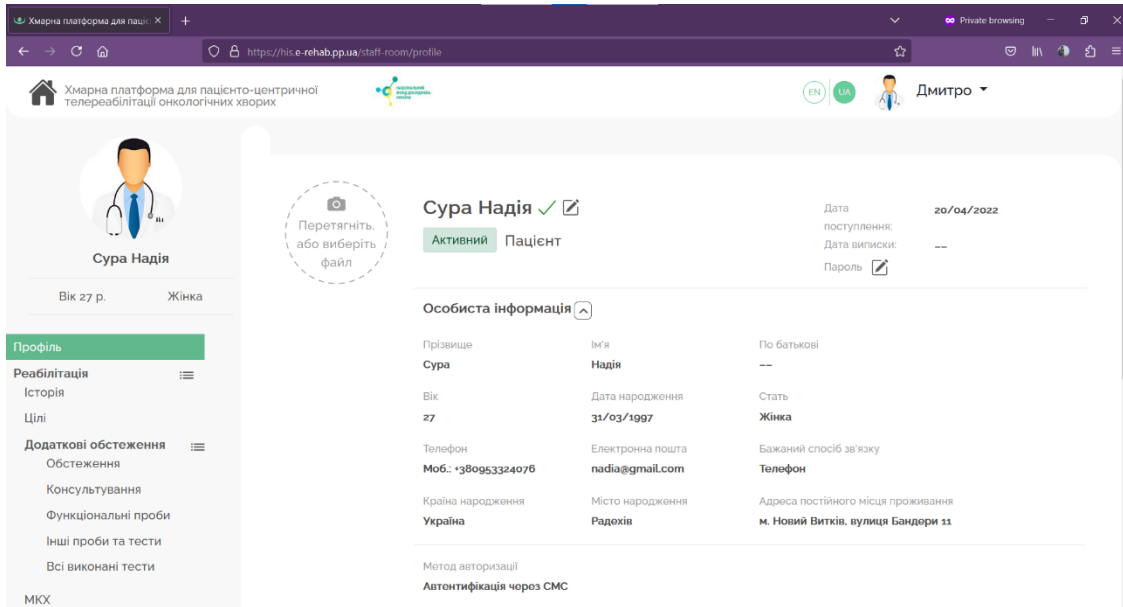 Хмарна платформа для паціє
Private browsing
https://his.e-rehab.pp.ua/staff-room/profile
Хмарна платформа для пацієнто-центричної
телереабілітації онкологічних хворих
НАЦІОНАЛЬНИЙ
ФОНД ДОСЛІДЖЕНЬ
УКРАЇНИ
EN
UA
Дмитро
Сура Надія
Вік 27 р.
Жінка
Профіль
Реабілітація
Історія
Цілі
Додаткові обстеження
Обстеження
Консультування
Функціональні проби
Інші проби та тести
Всі виконані тести
МКХ
Перетягніть,
або виберіть
файл
Сура Надія
Активний Пацієнт
Дата
поступлення:
20/04/2022
Дата виписки:
--
Пароль
Особиста інформація
Прізвище
Ім'я
По батькові
Сура
Надія
--
Вік
Дата народження
Стать
27
31/03/1997
Жінка
Телефон
Електронна пошта
Бажаний спосіб зв'язку
Моб.: +380953324076
nadia@gmail.com
Телефон
Країна народження
Місто народження
Адреса постійного місця проживання
Україна
Радехів
м. Новий Витків, вулиця Бандери 11
Метод авторизації
Автентифікація через СМС